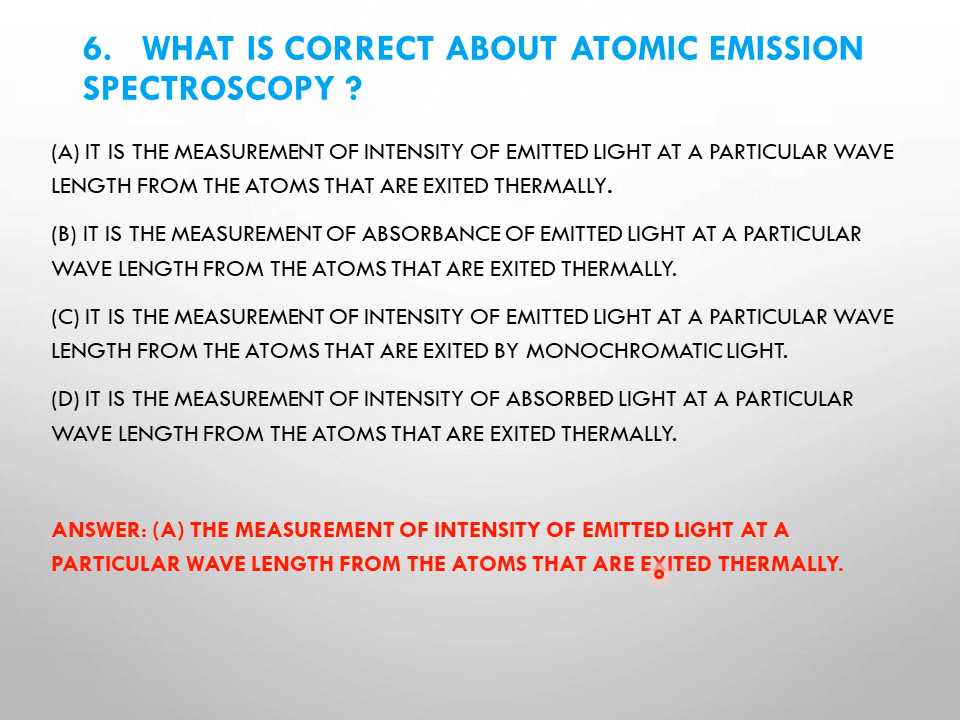 6. WHAT IS CORRECT ABOUT ATOMIC EMISSION
SPECTROSCOPY ?
(A) IT IS THE MEASUREMENT OF INTENSITY OF EMITTED LIGHT AT A PARTICULAR WAVE
LENGTH FROM THE ATOMS THAT ARE EXITED THERMALLY.
(B) IT IS THE MEASUREMENT OF ABSORBANCE OF EMITTED LIGHT AT A PARTICULAR
WAVE LENGTH FROM THE ATOMS THAT ARE EXITED THERMALLY.
(C) IT IS THE MEASUREMENT OF INTENSITY OF EMITTED LIGHT AT A PARTICULAR WAVE
LENGTH FROM THE ATOMS THAT ARE EXITED BY MONOCHROMATIC LIGHT.
(D) IT IS THE MEASUREMENT OF INTENSITY OF ABSORBED LIGHT AT A PARTICULAR
WAVE LENGTH FROM THE ATOMS THAT ARE EXITED THERMALLY.
ANSWER: (A) THE MEASUREMENT OF INTENSITY OF EMITTED LIGHT AT A
PARTICULAR WAVE LENGTH FROM THE ATOMS THAT ARE EXITED THERMALLY.